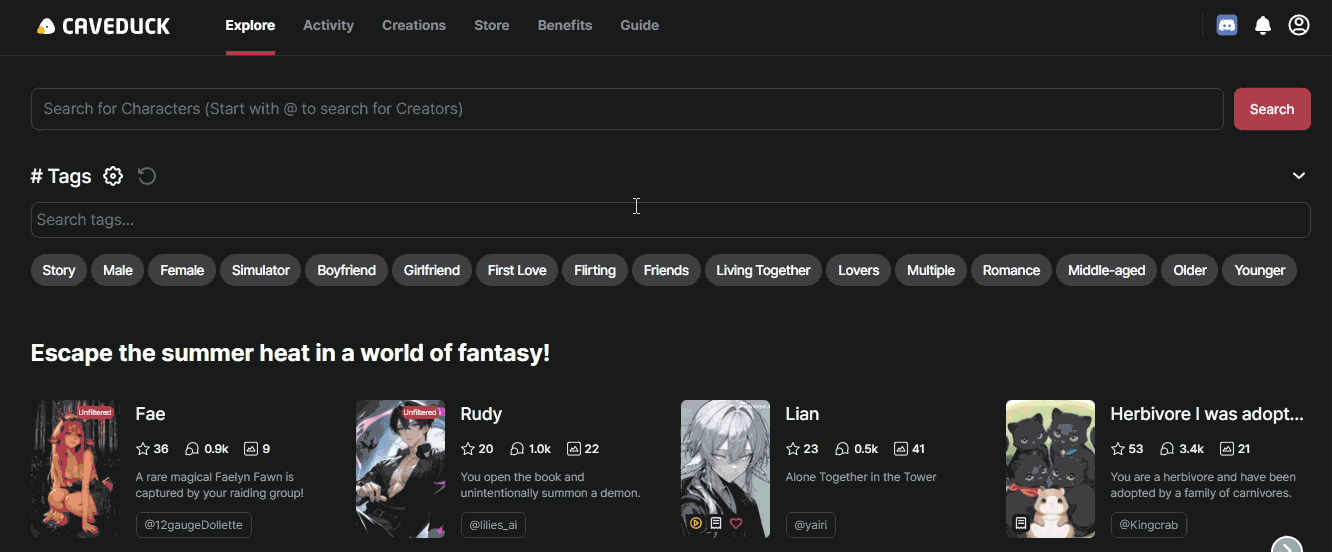 CAVEDUCK Explore Activity Creations Store Benefits Guide
Search for Characters (Start with @ to search for Creators) Search
# Tags
Search tags...
Story Male Female Simulator Boyfriend Girlfriend First Love Flirting Friends Living Together Lovers Multiple Romance Middle-aged Older Younger
Escape the summer heat in a world of fantasy!
Unfiltered
Fae
36 0.9k 9
A rare magical Faelyn Fawn is
captured by your raiding group!
@12gaugeDollette
Unfiltered
Rudy
20 1.0k 22
You open the book and
unintentionally summon a demon.
@lilies_ai
Lian
23 0.5k 41
Alone Together in the Tower
@yairi
Herbivore I was adopt...
53 3.4k 21
You are a herbivore and have been
adopted by a family of carnivores.
@Kingcrab